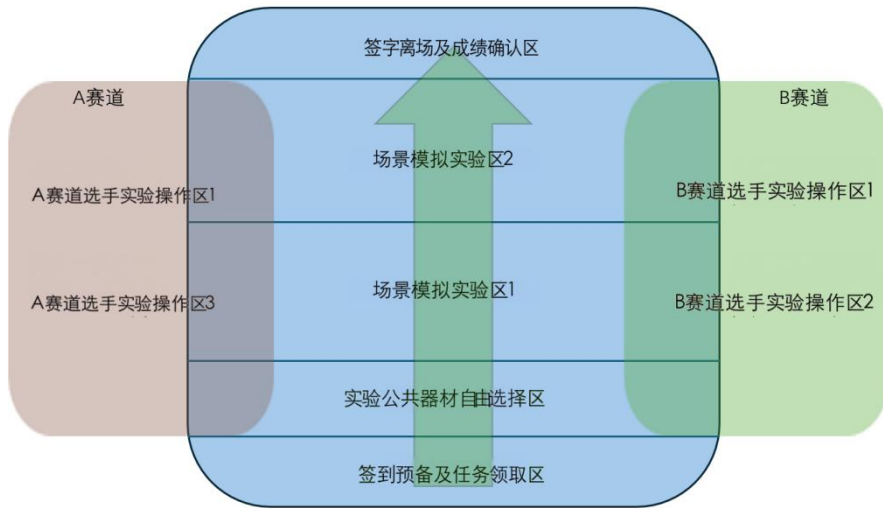 签字离场及成绩确认区
A赛道
B赛道
场景模拟实验区2
A赛道选手实验操作区1
B赛道选手实验操作区1
场景模拟实验区1
A赛道选手实验操作区3
B赛道选手实验操作区2
实验公共器材自由选择区
签到预备及任务领取区